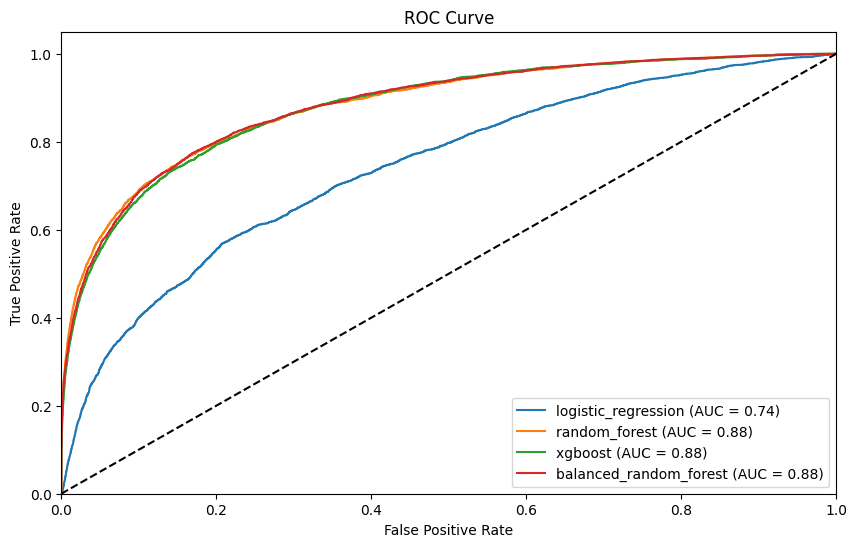 ROC Curve
1.0
0.8
0.6
0.4
0.2
0.0
True Positive Rate
logistic_regression (AUC = 0.74)
random_forest (AUC = 0.88)
xgboost (AUC = 0.88)
balanced_random_forest (AUC = 0.88)
0.0 0.2 0.4 0.6 0.8 1.0
False Positive Rate